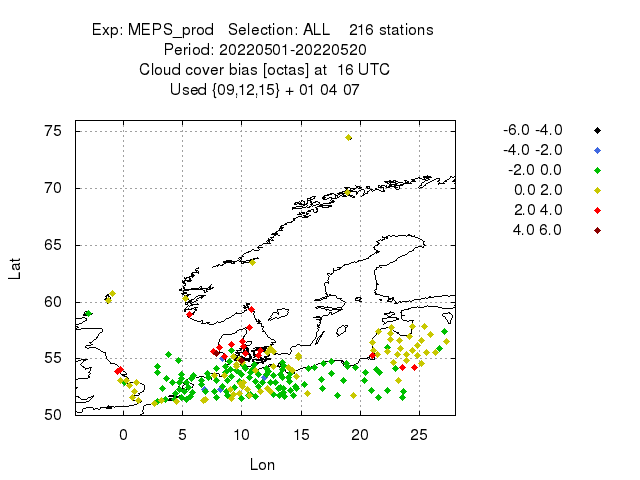 Exp: MEPS_prod Selection: ALL 216 stations
Period: 20220501-20220520
Cloud cover bias [octas] at 16 UTC
Used {09,12,15} + 01 04 07
-6.0 -4.0
-4.0 -2.0
-2.0 0.0
0.0 2.0
2.0 4.0
4.0 6.0
75
70
65
60
55
50
Lat
0 5 10 15 20 25
Lon